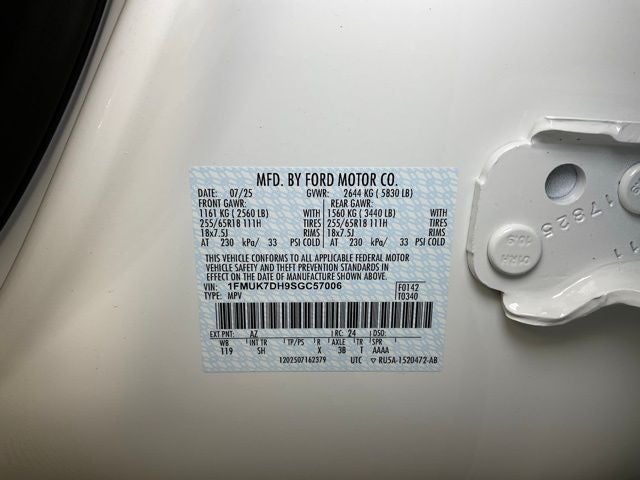 MFD. BY FORD MOTOR CO.
DATE: 07/25 GVWR: 2644 KG ( 5830 LB)
FRONT GAWR: REAR GAWR:
1161 KG ( 2560 LB) WITH 1560 KG ( 3440 LB) WITH
255/65R18 111H TIRES 255/65R18 111H TIRES
18x7.5J RIMS 18x7.5J RIMS
AT 230 kPa/ 33 PSI COLD AT 230 kPa/ 33 PSI COLD
THIS VEHICLE CONFORMS TO ALL APPLICABLE FEDERAL MOTOR
VEHICLE SAFETY AND THEFT PREVENTION STANDARDS IN
EFFECT ON THE DATE OF MANUFACTURE SHOWN ABOVE.
VIN: 1FMUK7DH9SGC57006 F0142
TYPE: MPV T0340
EXT PNT: AZ RC: 24 DSO:
WB INT TR TP/PS R AXLE TR SPR
119 SH X 3B T AAAA
1202507162379 UTC ▽ RU5A-1520472-AB
17825
11
01RH
10.9